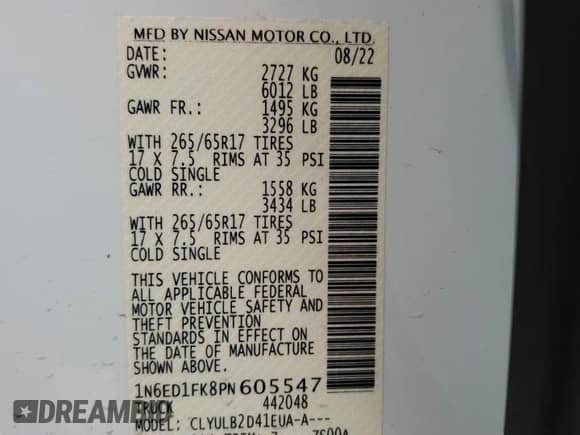 MFD BY NISSAN MOTOR CO., LTD.
DATE: 08/22
GVWR: 2727 KG
6012 LB
GAWR FR.: 1495 KG
3296 LB
WITH 265/65R17 TIRES
17 X 7.5 RIMS AT 35 PSI
COLD SINGLE
GAWR RR.: 1558 KG
3434 LB
WITH 265/65R17 TIRES
17 X 7.5 RIMS AT 35 PSI
COLD SINGLE
THIS VEHICLE CONFORMS TO
ALL APPLICABLE FEDERAL
MOTOR VEHICLE SAFETY AND
THEFT PREVENTION
STANDARDS IN EFFECT ON
THE DATE OF MANUFACTURE
SHOWN ABOVE.
1N6ED1FK8PN605547
TRUCK 442048
MODEL: CLYULB2D41EUA-A---
DREAMBID